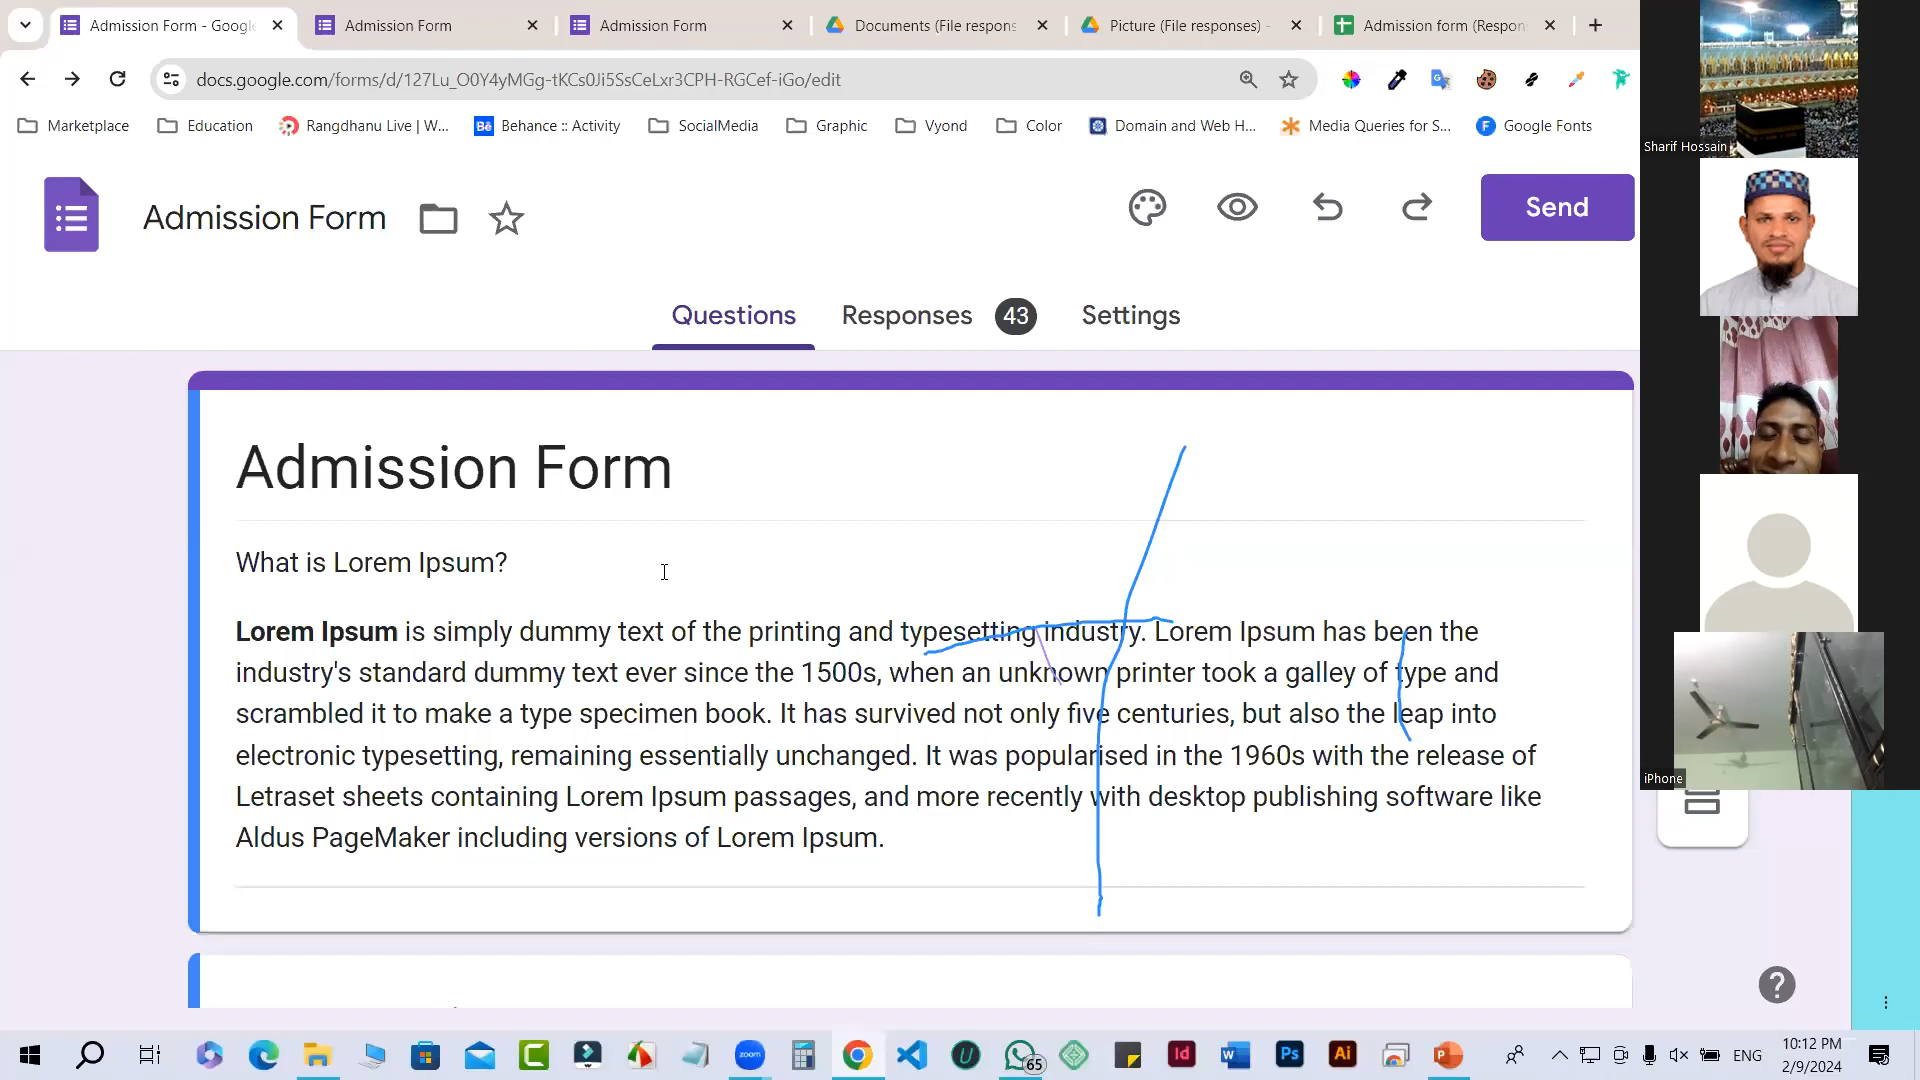 Admission Form - Google
Admission Form
Admission Form
Documents (File respons
Picture (File responses) -
Admission form (Respon
docs.google.com/forms/d/127Lu_O0Y4yMGg-tKCs0Ji5SsCeLxr3CPH-RGCef-iGo/edit
Marketplace
Education
Rangdhanu Live | W...
Bē
Behance :: Activity
SocialMedia
Graphic
Vyond
Color
Domain and Web H...
Media Queries for S...
F
Google Fonts
Sharif Hossain
Admission Form
Send
Questions
Responses 43
Settings
Admission Form
What is Lorem Ipsum?
Lorem Ipsum is simply dummy text of the printing and typesetting industry. Lorem Ipsum has been the
industry's standard dummy text ever since the 1500s, when an unknown printer took a galley of type and
scrambled it to make a type specimen book. It has survived not only five centuries, but also the leap into
electronic typesetting, remaining essentially unchanged. It was popularised in the 1960s with the release of
Letraset sheets containing Lorem Ipsum passages, and more recently with desktop publishing software like
Aldus PageMaker including versions of Lorem Ipsum.
iPhone
zoom
65
Id
W
Ps
Ai
P
ENG
10:12 PM
2/9/2024